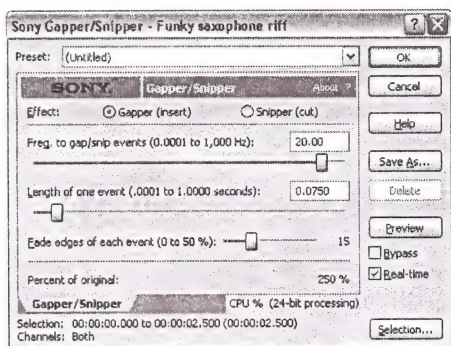 Sony Gapper/Snipper - Funky saxophone riff
Preset: (Untitled) OK
SONY Gapper/Snipper About ? Cancel
Effect: Gapper (insert) Snipper (cut)
Help
Freq. to gap/snip events (0.0001 to 1,000 Hz): 20.00
Save As...
Length of one event (.0001 to 1.0000 seconds): 0.0750 Delete
Preview
Fade edges of each event (0 to 50 %): 15
Bypass
Percent of original: 250 % Real-time
Gapper/Snipper CPU % (24-bit processing)
Selection: 00:00:00.000 to 00:00:02.500 (00:00:02.500) Selection...
Channels: Both